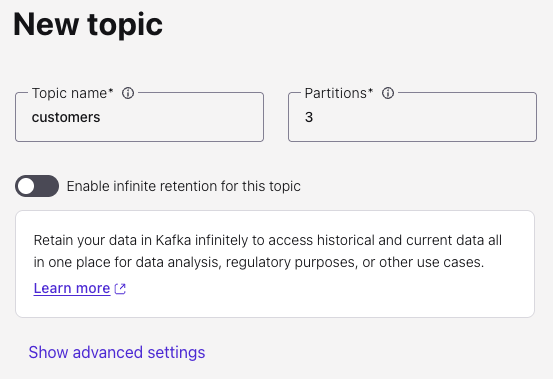 New topic
Topic name*
Partitions*
customers
3
Enable infinite retention for this topic
Retain your data in Kafka infinitely to access historical and current data all
in one place for data analysis, regulatory purposes, or other use cases.
Learn more
Show advanced settings